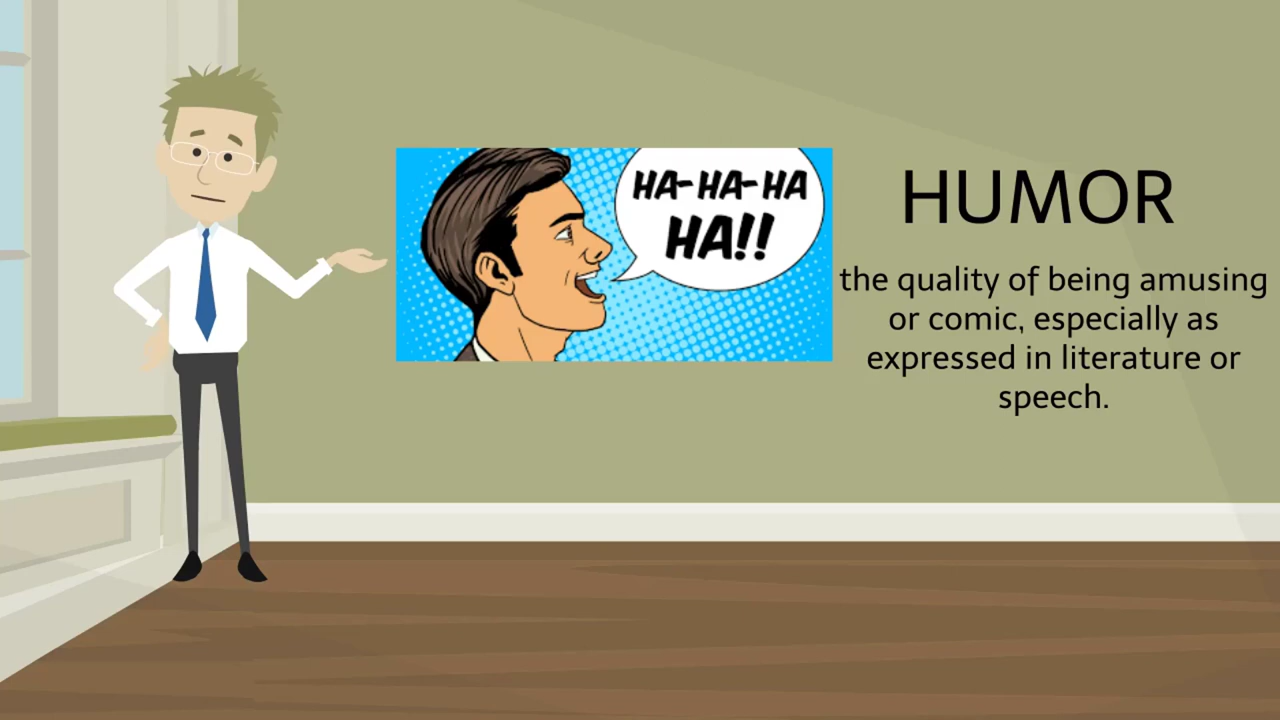 HA-HA-HA
HA!!
HUMOR
the quality of being amusing
or comic, especially as
expressed in literature or
speech.